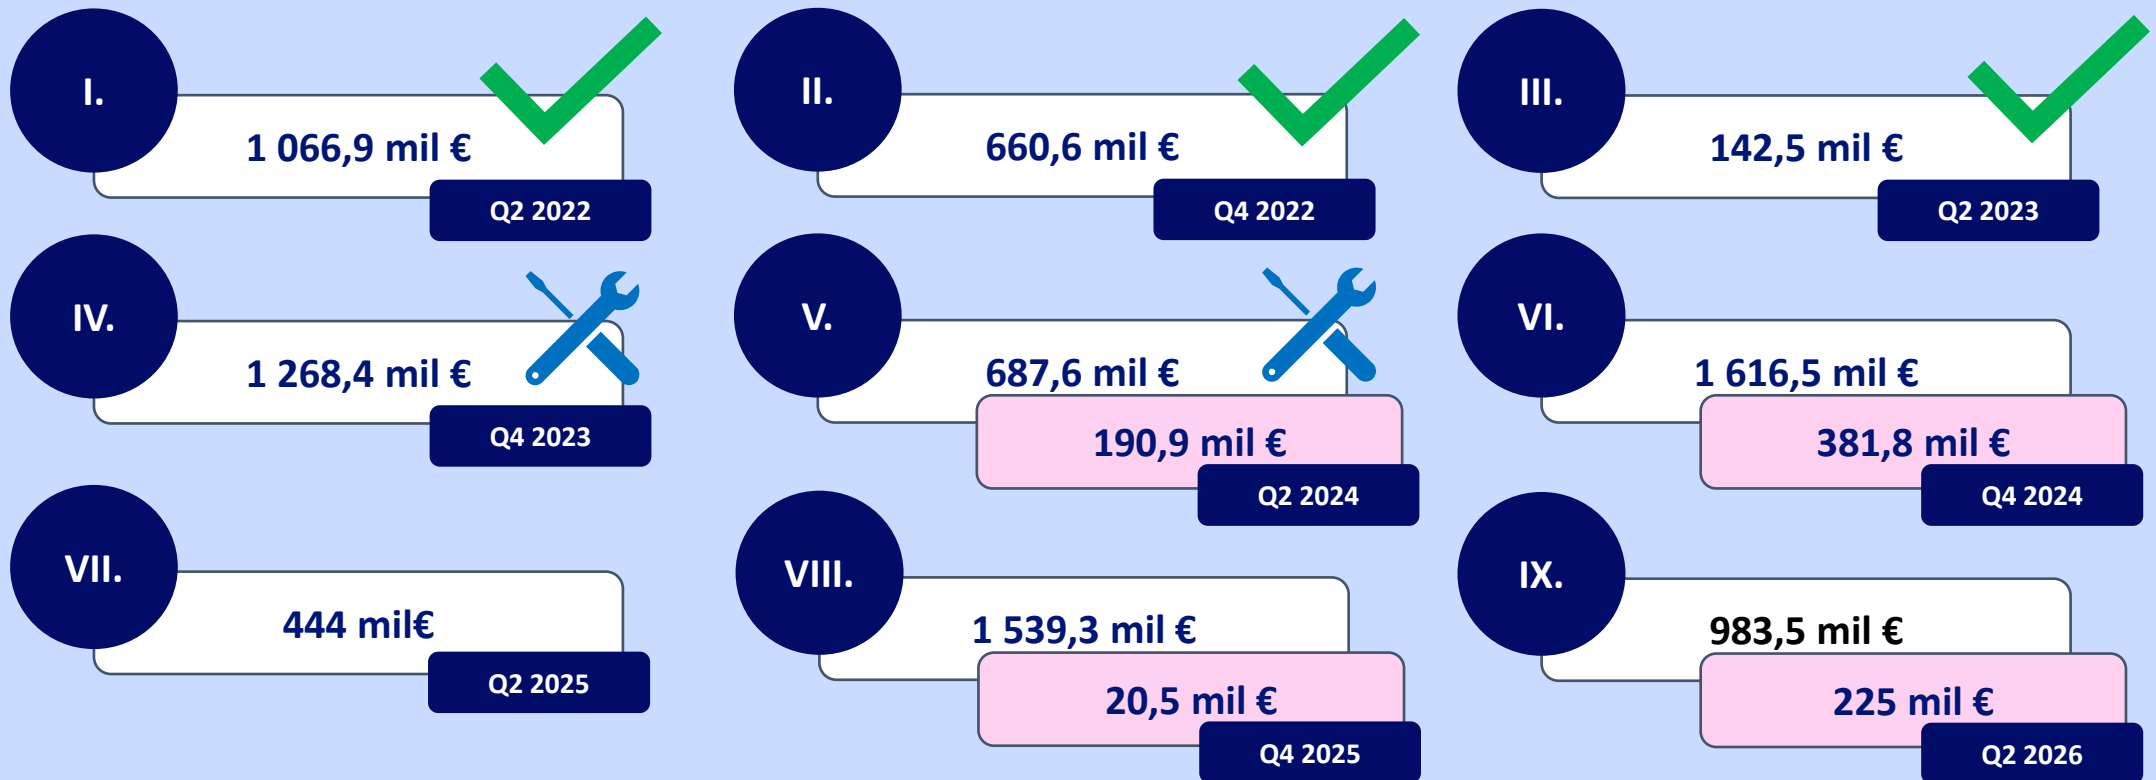 I.
1 066,9 mil €
Q2 2022
II.
660,6 mil €
Q4 2022
III.
142,5 mil €
Q2 2023
IV.
1 268,4 mil €
Q4 2023
V.
687,6 mil €
190,9 mil €
Q2 2024
VI.
1 616,5 mil €
381,8 mil €
Q4 2024
VII.
444 mil€
Q2 2025
VIII.
1 539,3 mil €
20,5 mil €
Q4 2025
IX.
983,5 mil €
225 mil €
Q2 2026